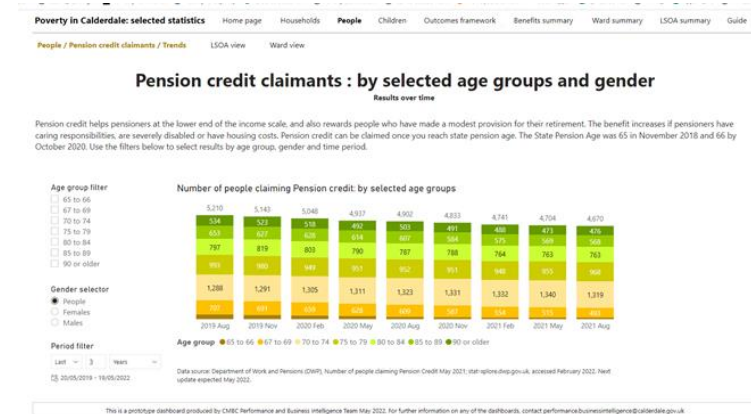 Poverty in Calderdale: selected statistics Home page Households People Children Outcomes framework Benefits summary Ward summary LSOA summary Guide
People / Pension credit claimants / Trends LSOA view Ward view
Pension credit claimants : by selected age groups and gender
Results over time
Pension credit helps pensioners at the lower end of the income scale, and also rewards people who have made a modest provision for their retirement. The benefit increases if pensioners have
caring responsibilities, are severely disabled or have housing costs. Pension credit can be claimed once you reach state pension age. The State Pension Age was 65 in November 2018 and 66 by
October 2020. Use the filters below to select results by age group, gender and time period.
Age group filter
65 to 66
67 to 69
70 to 74
75 to 79
80 to 84
85 to 89
90 or older
Gender selector
People
Females
Males
Period filter
Last 3 Years
20/05/2019 - 19/05/2022
Number of people claiming Pension credit: by selected age groups
5,210 5,143 5,048 4,937 4,902 4,833 4,741 4,704 4,670
534 523 518 492 503 491 488 473 476
653 627 628 614 607 584 575 569 568
797 819 803 790 787 788 764 763 763
993 980 949 951 952 951 948 955 968
1,288 1,291 1,305 1,311 1,323 1,331 1,332 1,340 1,319
707 691 628 587
2019 Aug 2019 Nov 2020 Feb 2020 May 2020 Aug 2020 Nov 2021 Feb 2021 May 2021 Aug
Age group 65 to 66 67 to 69 70 to 74 75 to 79 80 to 84 85 to 89 90 or older
Data source: Department of Work and Pensions (DWP), Number of people claiming Pension Credit May 2021; stat-xplore.dwp.gov.uk, accessed February 2022. Next
update expected May 2022.
This is a prototype dashboard produced by CMBC Performance and Business Intelligence Team May 2022. For further information on any of the dashboards, contact performance.businessintelligence@calderdale.gov.uk